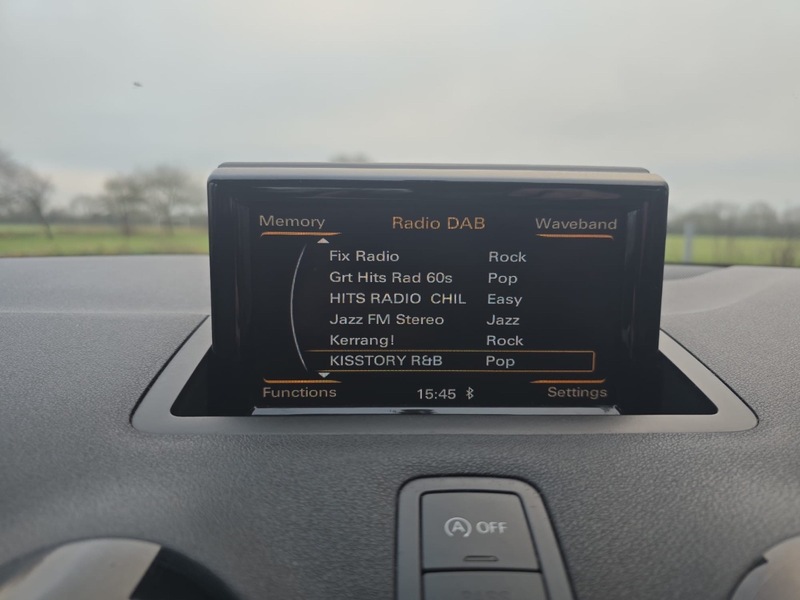 Memory Radio DAB Waveband
Fix Radio Rock
Grt Hits Rad 60s Pop
HITS RADIO CHIL Easy
Jazz FM Stereo Jazz
Kerrang! Rock
KISSTORY R&B Pop
Functions 15:45 Settings
A OFF